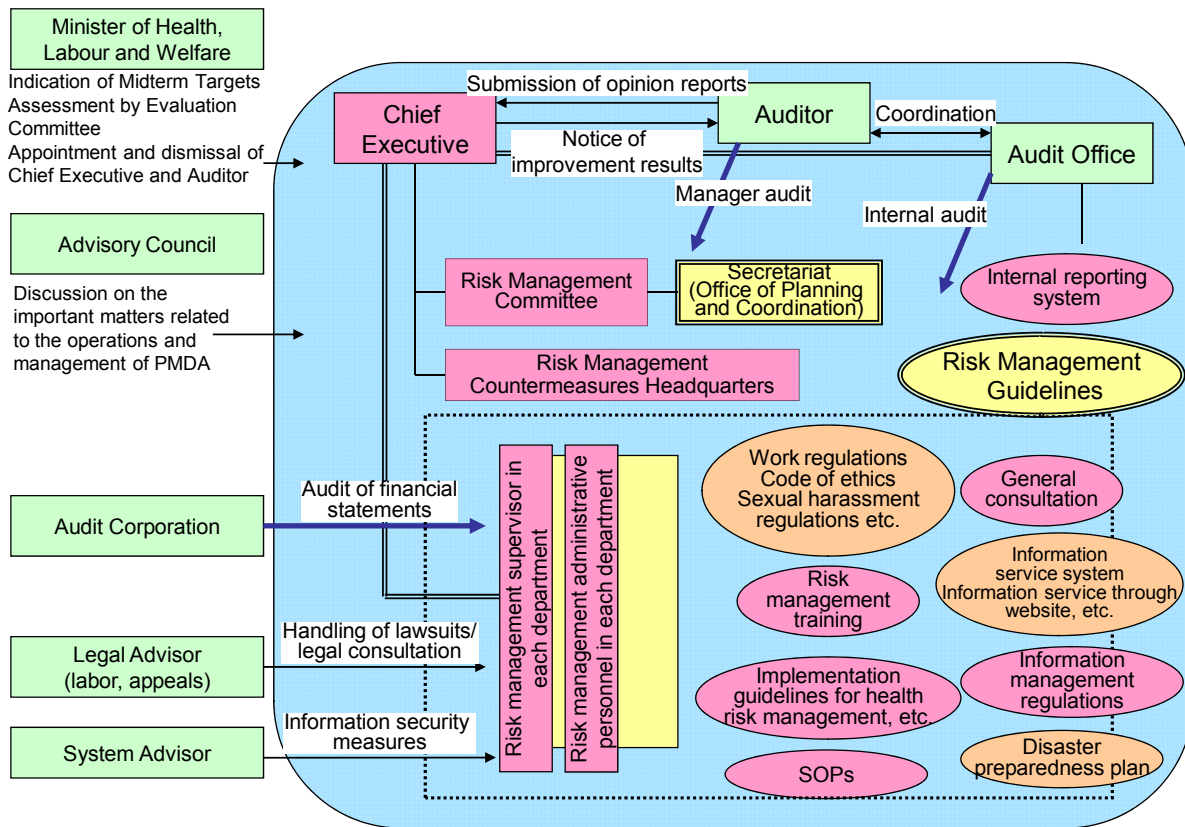 Minister of Health,
Labour and Welfare
Indication of Midterm Targets
Assessment by Evaluation
Committee
Appointment and dismissal of
Chief Executive and Auditor
Advisory Council
Discussion on the
important matters related
to the operations and
management of PMDA
Audit Corporation
Legal Advisor
(labor, appeals)
System Advisor
Submission of opinion reports
Chief
Executive
Notice of
improvement results
Auditor
Coordination
Audit Office
Manager audit
Internal audit
Risk Management
Committee
Secretariat
(Office of Planning
and Coordination)
Internal reporting
system
Risk Management
Countermeasures Headquarters
Risk Management
Guidelines
Audit of financial
statements
Handling of lawsuits/
legal consultation
Information security
measures
Risk management supervisor in
each department
Risk management administrative
personnel in each department
Work regulations
Code of ethics
Sexual harassment
regulations etc.
General
consultation
Risk
management
training
Information
service system
Information service through
website, etc.
Implementation
guidelines for health
risk management, etc.
Information
management
regulations
SOPs
Disaster
preparedness plan